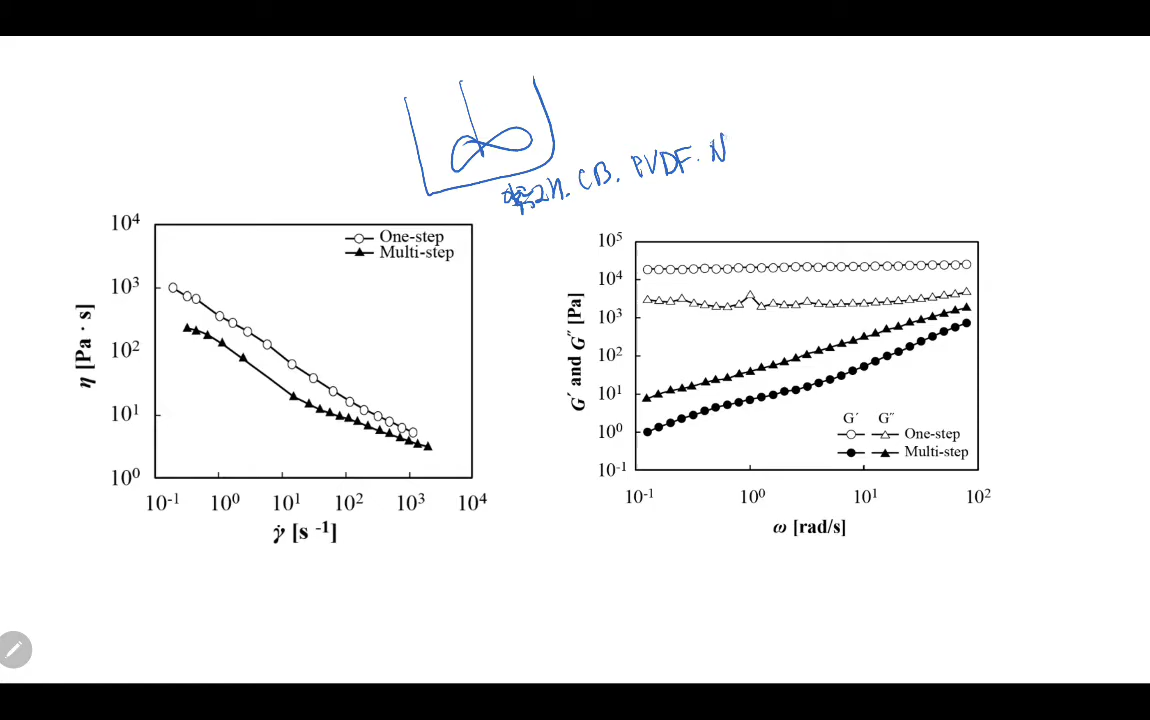 CB. PVDF. N
10⁴
10³
10²
10¹
10⁰
η [Pa · s]
One-step
Multi-step
10⁻¹ 10⁰ 10¹ 10² 10³ 10⁴
γ̇ [s ⁻¹]
10⁵
10⁴
10³
10²
10¹
10⁰
10⁻¹
G′ and G″ [Pa]
G′ G″
One-step
Multi-step
10⁻¹ 10⁰ 10¹ 10²
ω [rad/s]